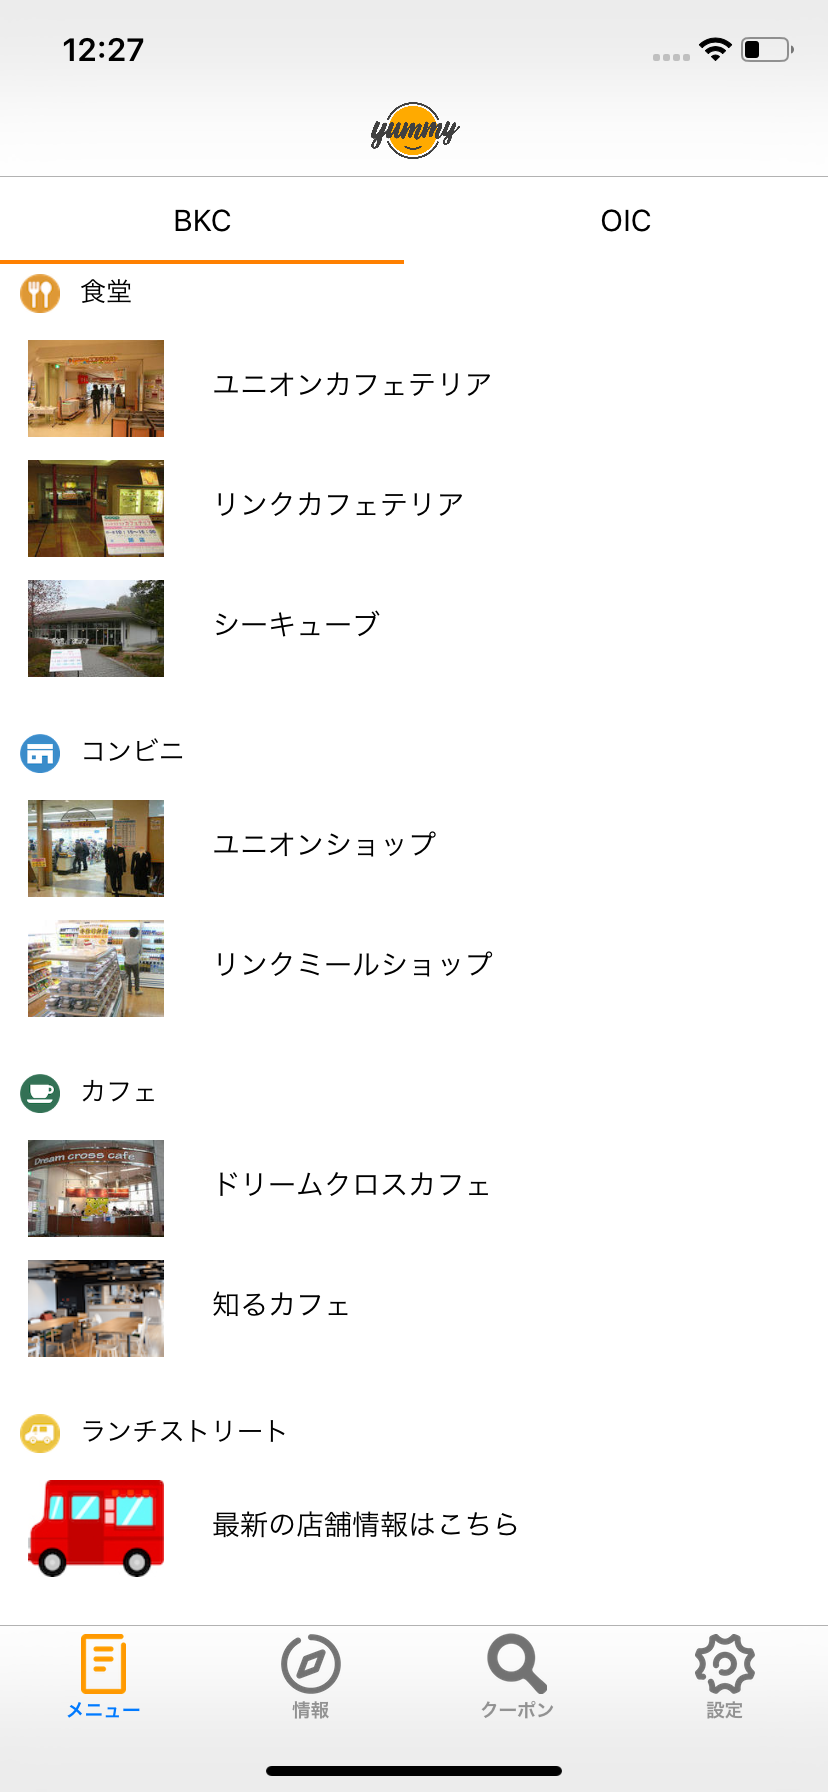 12:27
yummy
BKC
OIC
食堂
ユニオンカフェテリア
リンクカフェテリア
シーキューブ
コンビニ
ユニオンショップ
リンクミールショップ
カフェ
Dream cross cafe
ドリームクロスカフェ
知るカフェ
ランチストリート
最新の店舗情報はこちら
メニュー
情報
クーポン
設定